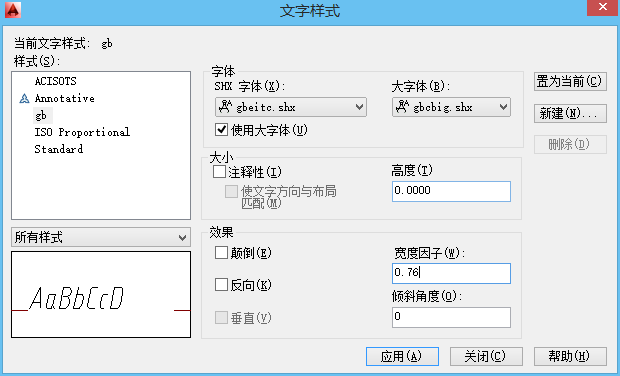 文字样式
当前文字样式: gb
样式(S):
ACISOTS
Annotative
gb
ISO Proportional
Standard
所有样式
AaBbCcD
字体
SHX 字体(X):
大字体(B):
gbeitc.shx
gbcbig.shx
使用大字体(U)
大小
注释性(I)
使文字方向与布局
匹配(M)
高度(T)
0.0000
效果
颠倒(E)
反向(K)
垂直(V)
宽度因子(W):
0.76
倾斜角度(O):
0
置为当前(C)
新建(N)...
删除(D)
应用(A)
关闭(C)
帮助(H)